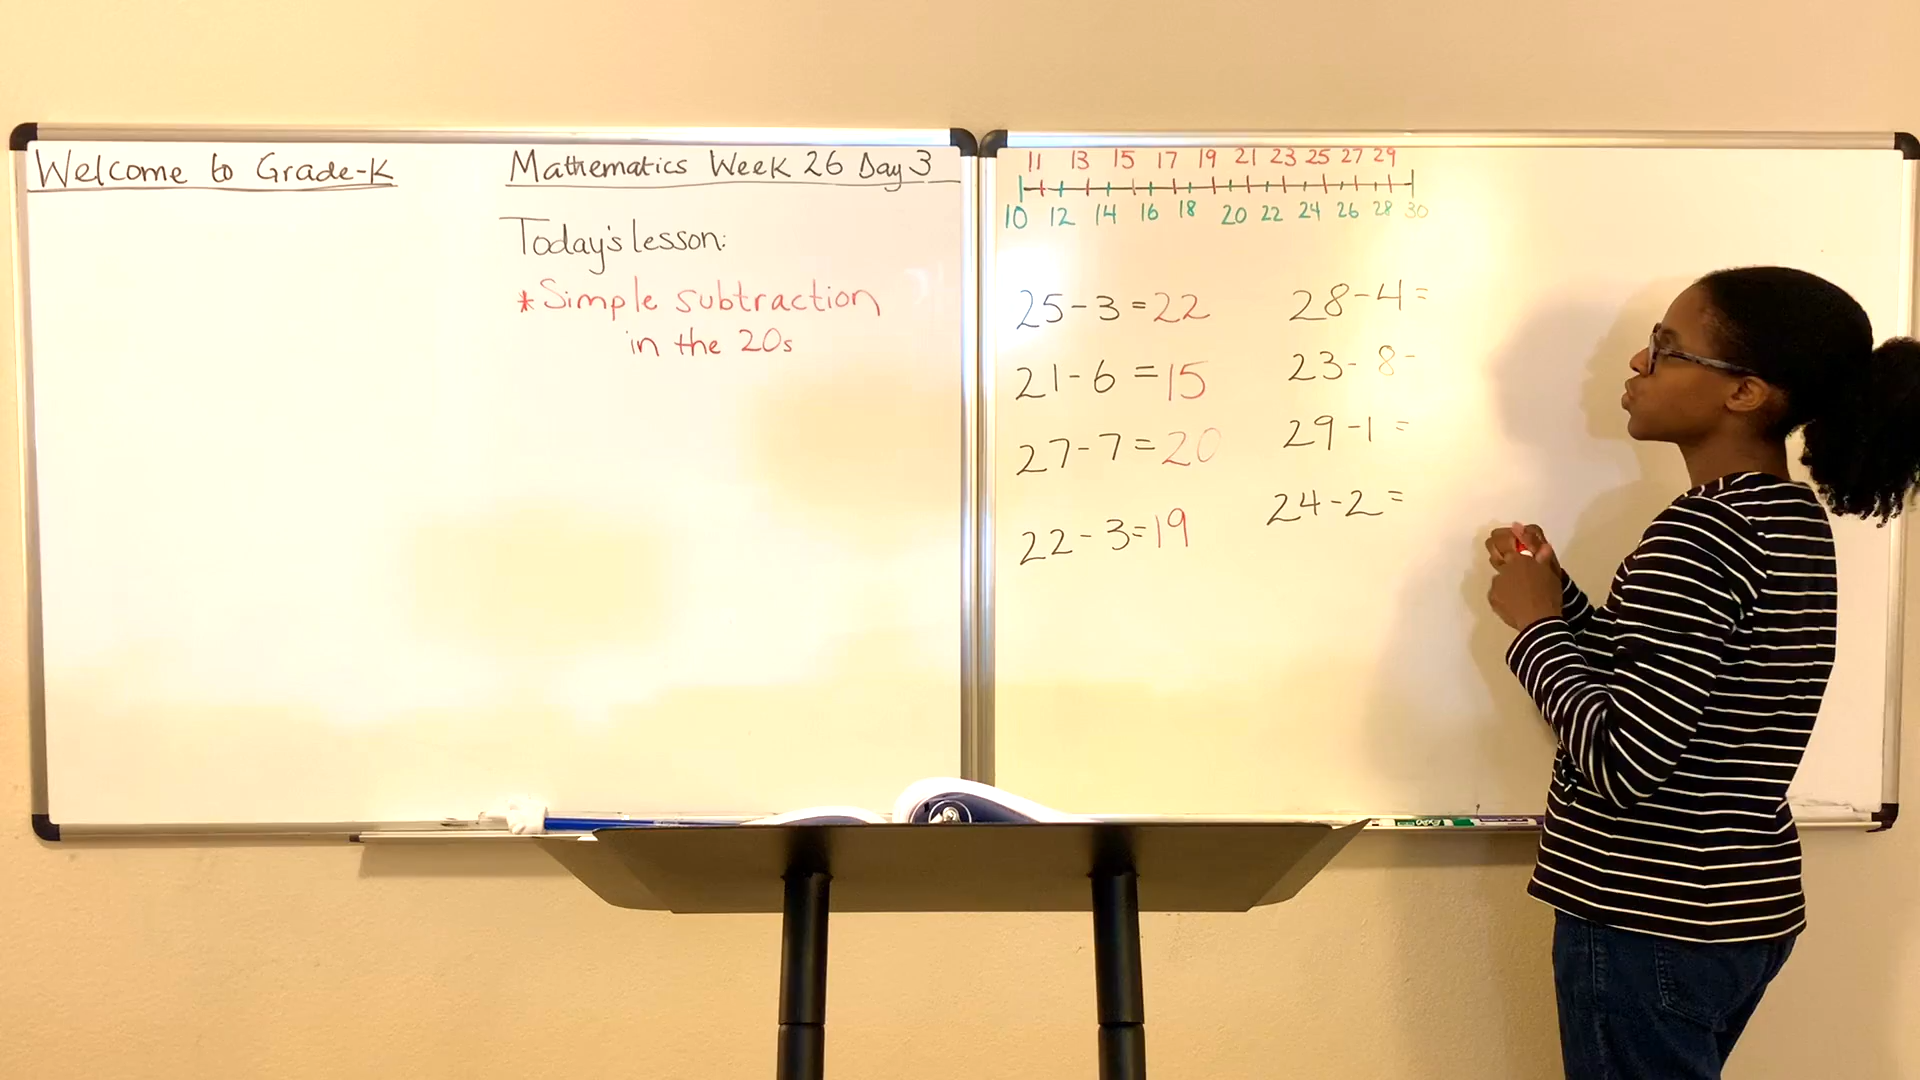 Welcome to Grade-K
Mathematics Week 26 Day 3
Today's lesson:
* Simple subtraction
in the 20s
11 13 15 17 19 21 23 25 27 29
10 12 14 16 18 20 22 24 26 28 30
25-3=22
21-6=15
27-7=20
22-3=19
28-4=
23-8-
29-1=
24-2=